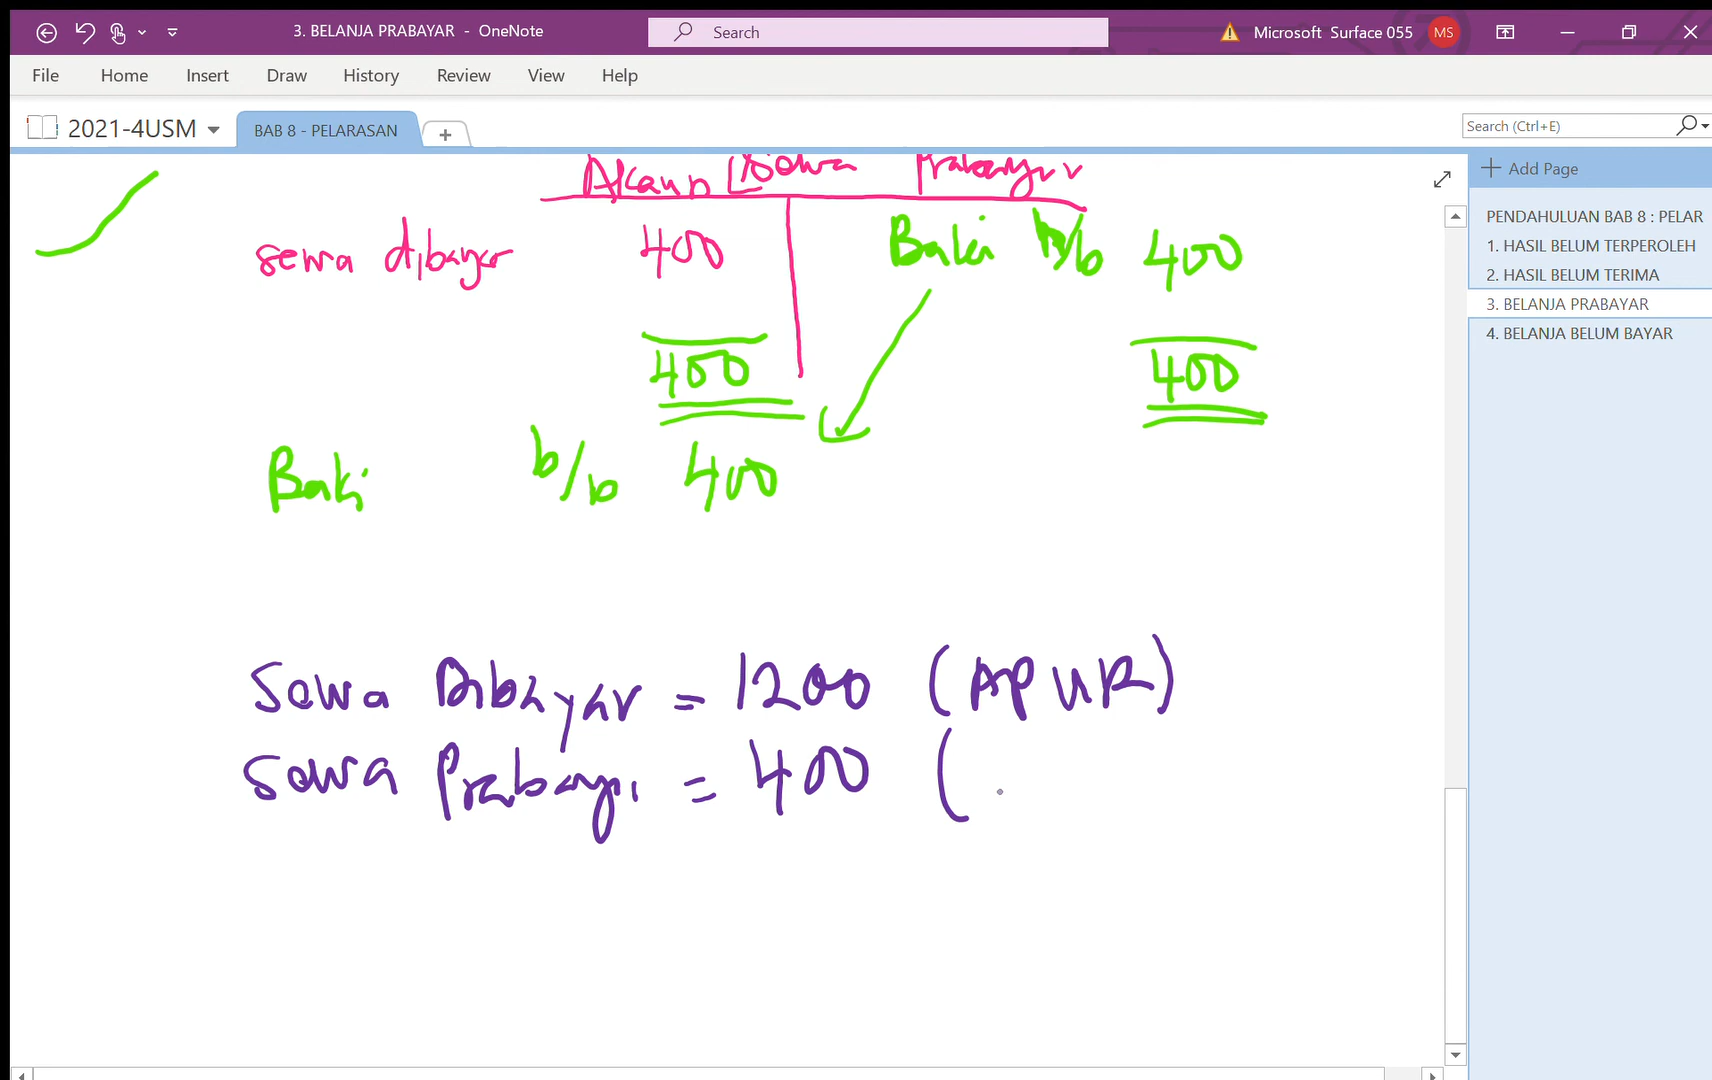 3. BELANJA PRABAYAR - OneNote
Search
Microsoft Surface 055 MS
File Home Insert Draw History Review View Help
2021-4USM
BAB 8 - PELARASAN
+
Search (Ctrl+E)
Add Page
PENDAHULUAN BAB 8 : PELAR
1. HASIL BELUM TERPEROLEH
2. HASIL BELUM TERIMA
3. BELANJA PRABAYAR
4. BELANJA BELUM BAYAR
Akaun Sewa Prabayar
sewa dibayar 400 Baki b/b 400
400 400
Baki b/b 400
Sewa Dibayar = 1200 (APUR)
Sewa Prabayar = 400 (